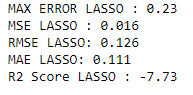 MAX ERROR LASSO : 0.23
MSE LASSO : 0.016
RMSE LASSO: 0.126
MAE LASSO: 0.111
R2 Score LASSO : -7.73